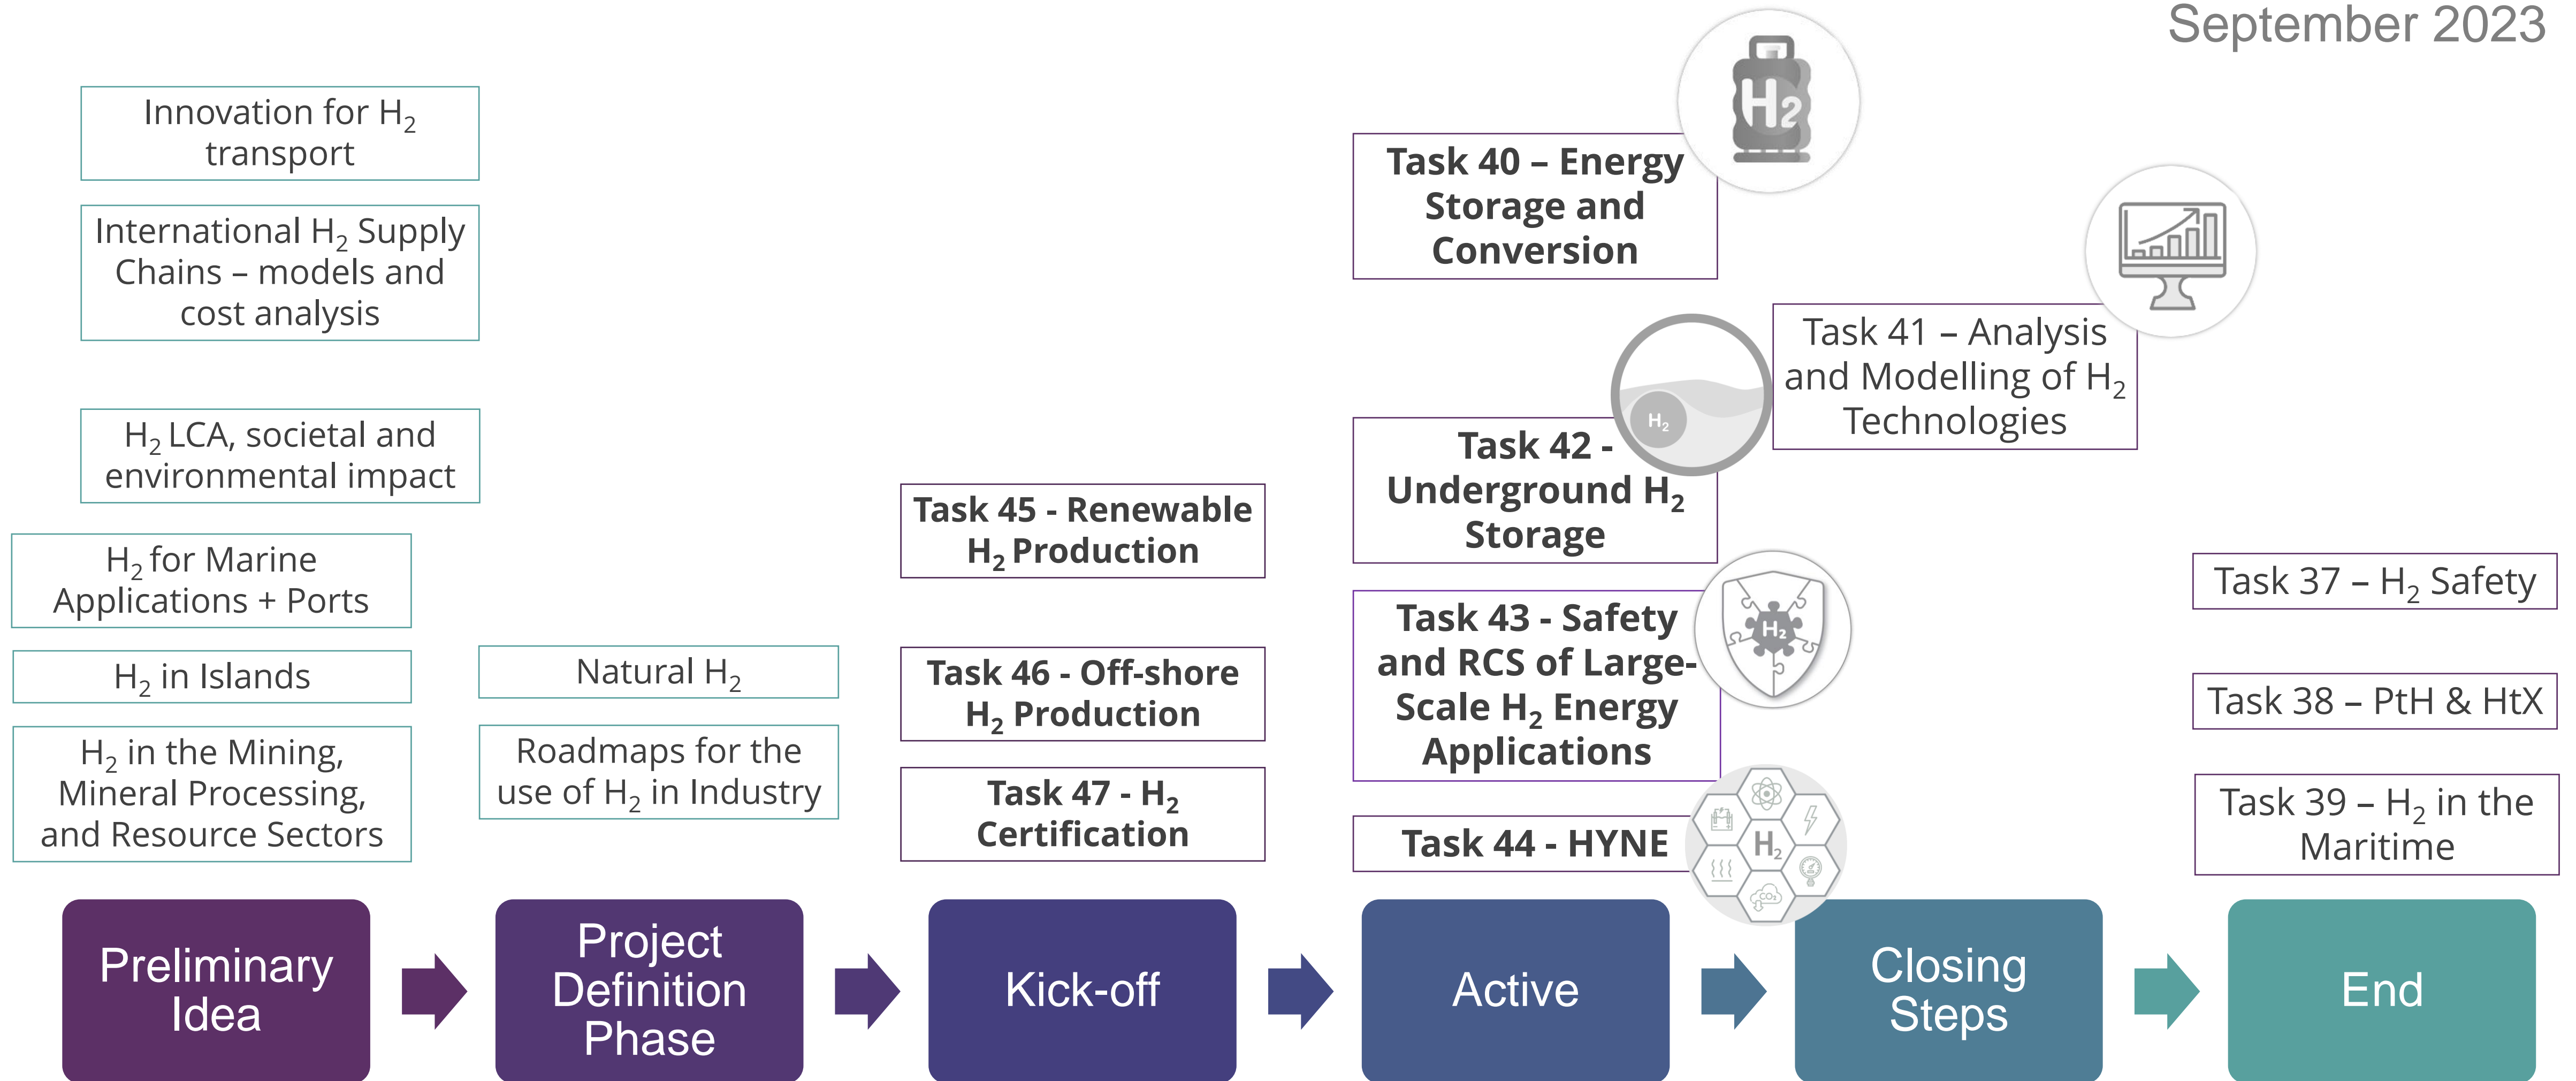 September 2023
Innovation for H2
transport
International H2 Supply
Chains – models and
cost analysis
H2 LCA, societal and
environmental impact
H2 for Marine
Applications + Ports
H2 in Islands
H2 in the Mining,
Mineral Processing,
and Resource Sectors
Natural H2
Roadmaps for the
use of H2 in Industry
Task 45 - Renewable
H2 Production
Task 46 - Off-shore
H2 Production
Task 47 - H2
Certification
H2
Task 40 – Energy
Storage and
Conversion
H2
Task 42 -
Underground H2
Storage
H2
Task 43 - Safety
and RCS of Large-
Scale H2 Energy
Applications
Task 44 - HYNE
H2
CO2
Task 41 – Analysis
and Modelling of H2
Technologies
Task 37 – H2 Safety
Task 38 – PtH & HtX
Task 39 – H2 in the
Maritime
Preliminary
Idea
Project
Definition
Phase
Kick-off
Active
Closing
Steps
End